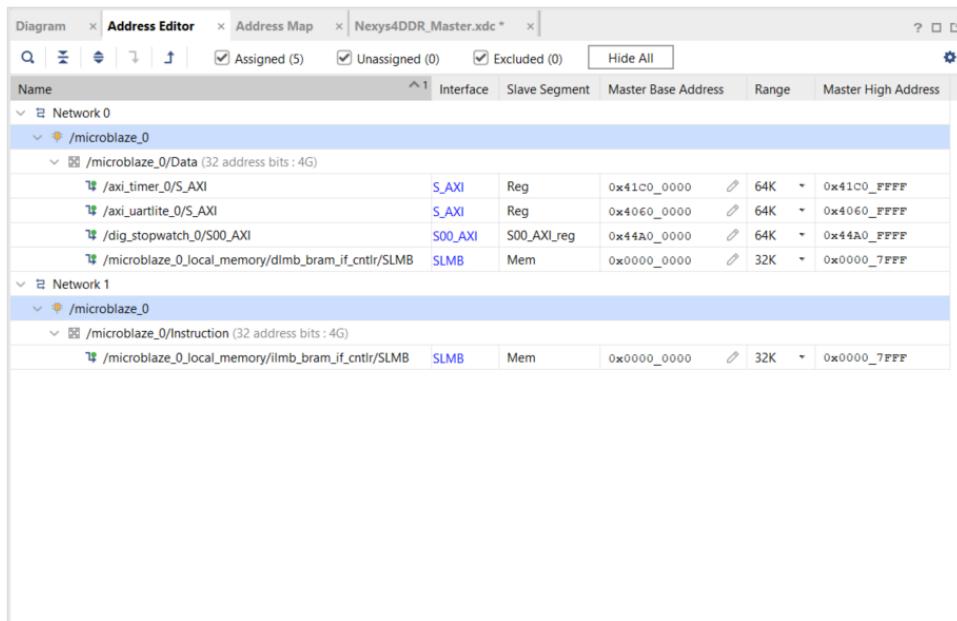 Diagram × Address Editor × Address Map × Nexys4DDR_Master.xdc * × ?
Assigned (5) Unassigned (0) Excluded (0) Hide All
Name ^1 Interface Slave Segment Master Base Address Range Master High Address
Network 0
/microblaze_0
/microblaze_0/Data (32 address bits : 4G)
/axi_timer_0/S_AXI S_AXI Reg 0x41C0_0000 64K 0x41C0_FFFF
/axi_uartlite_0/S_AXI S_AXI Reg 0x4060_0000 64K 0x4060_FFFF
/dig_stopwatch_0/S00_AXI S00_AXI S00_AXI_reg 0x44A0_0000 64K 0x44A0_FFFF
/microblaze_0_local_memory/dlmb_bram_if_cntlr/SLMB SLMB Mem 0x0000_0000 32K 0x0000_7FFF
Network 1
/microblaze_0
/microblaze_0/Instruction (32 address bits : 4G)
/microblaze_0_local_memory/ilmb_bram_if_cntlr/SLMB SLMB Mem 0x0000_0000 32K 0x0000_7FFF